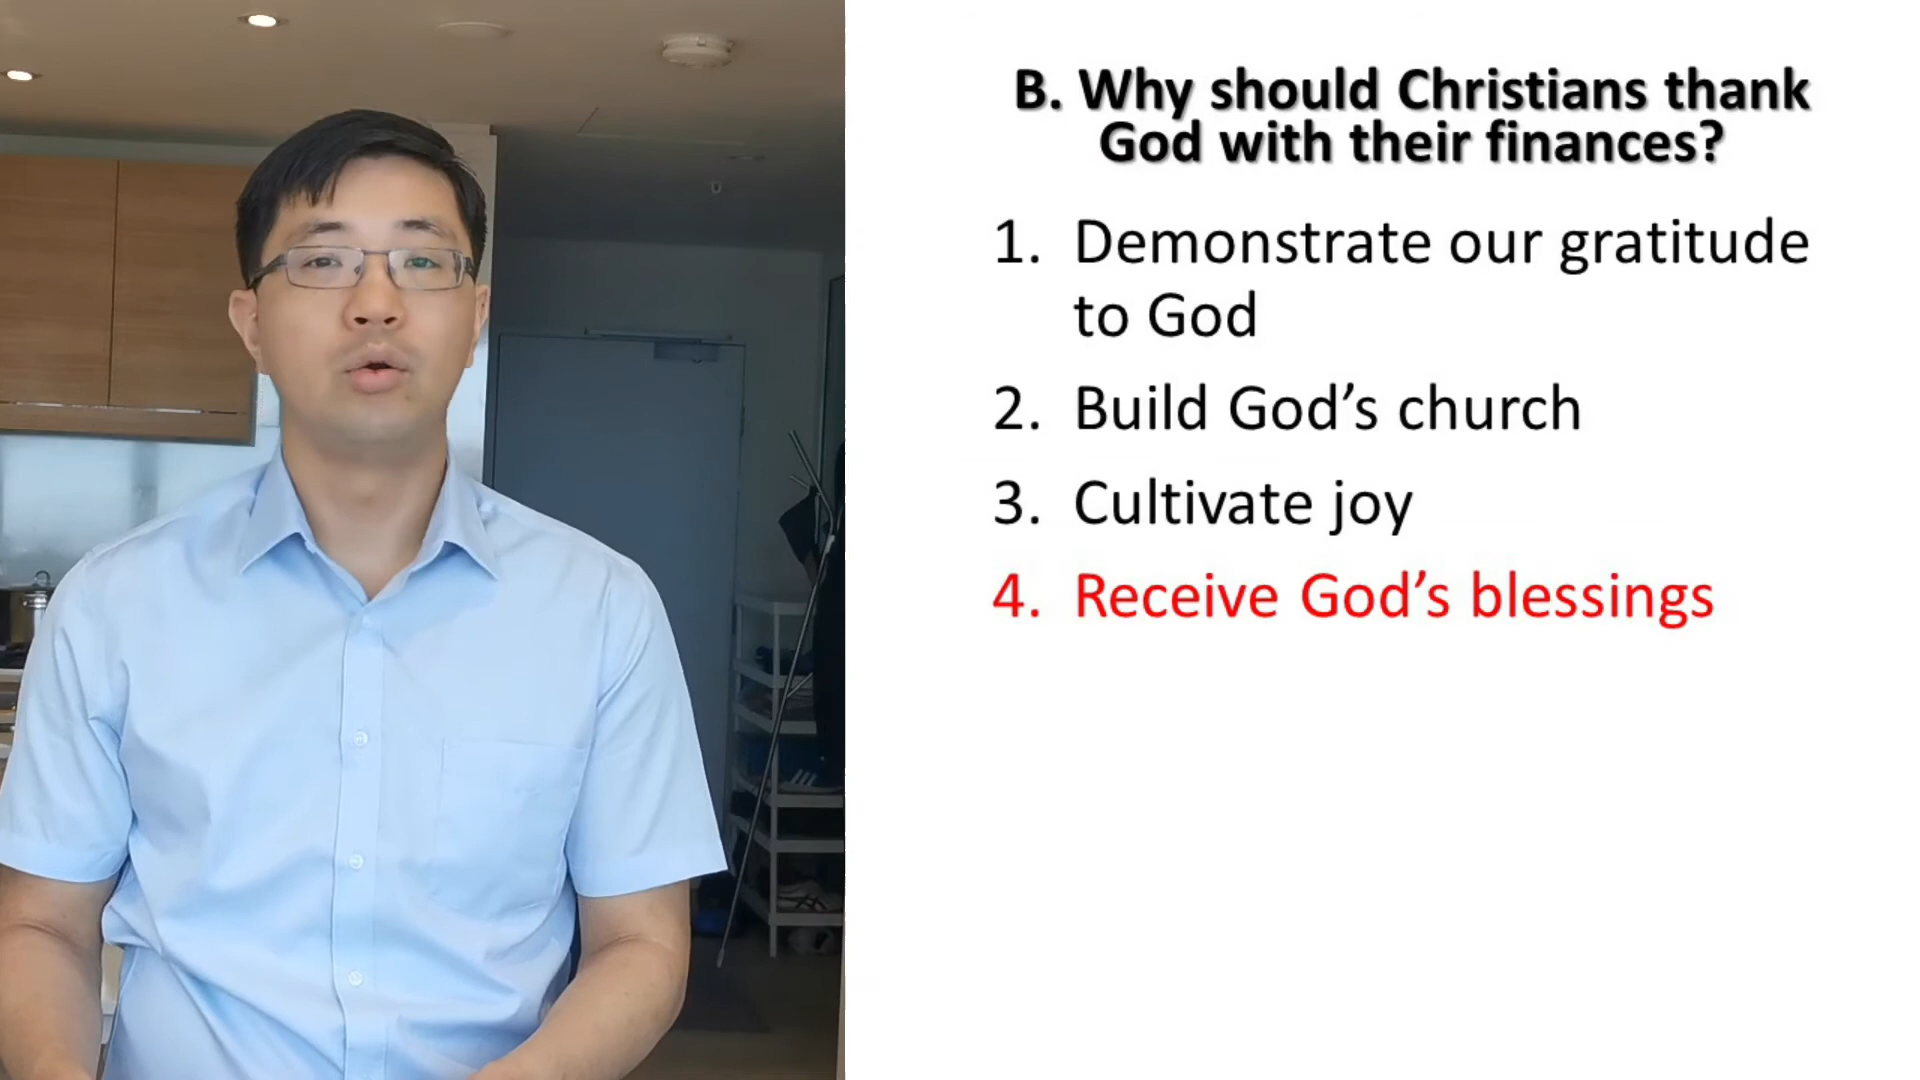 B. Why should Christians thank
God with their finances?
1. Demonstrate our gratitude
to God
2. Build God’s church
3. Cultivate joy
4. Receive God’s blessings